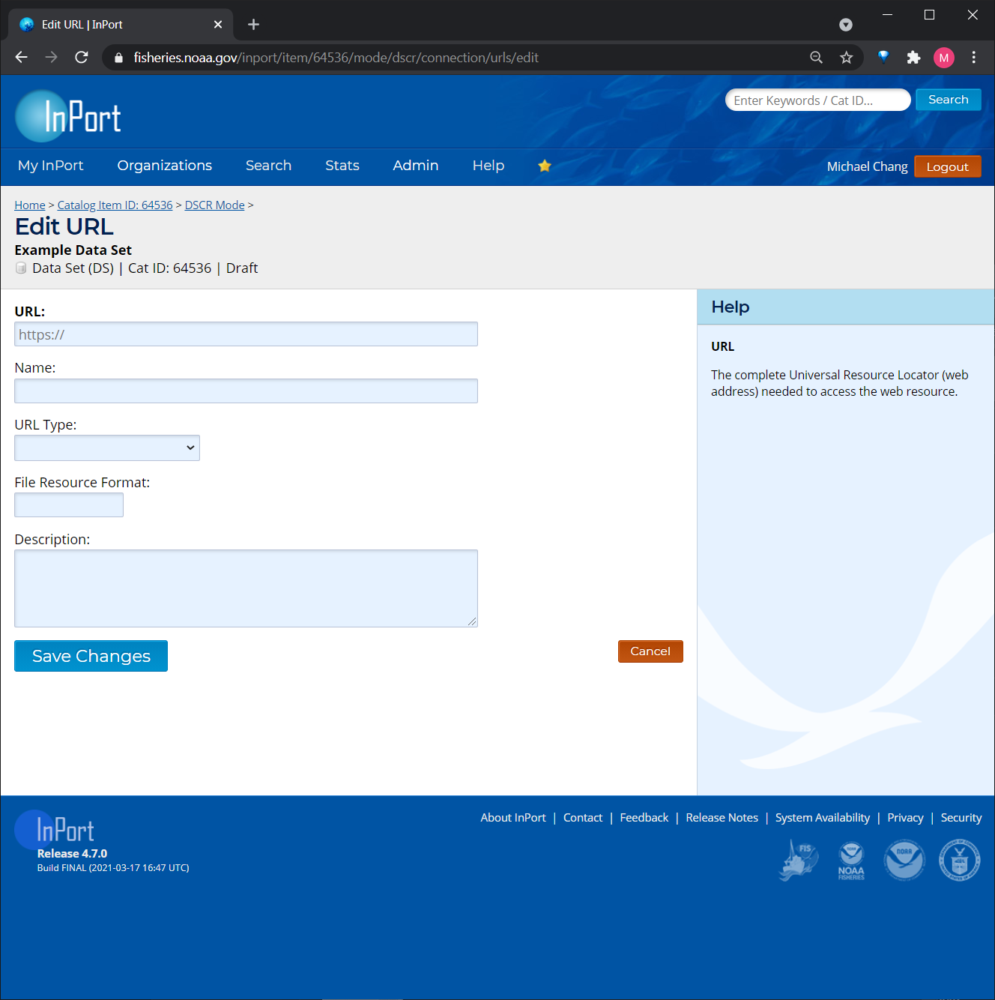 Edit URL | InPort
fisheries.noaa.gov/inport/item/64536/mode/dscr/connection/urls/edit
M
InPort
Enter Keywords / Cat ID...
Search
My InPort
Organizations
Search
Stats
Admin
Help
Michael Chang
Logout
Home > Catalog Item ID: 64536 > DSCR Mode >
Edit URL
Example Data Set
Data Set (DS) | Cat ID: 64536 | Draft
URL:
https://
Name:
URL Type:
File Resource Format:
Description:
Save Changes
Cancel
Help
URL
The complete Universal Resource Locator (web
address) needed to access the web resource.
InPort
Release 4.7.0
Build FINAL (2021-03-17 16:47 UTC)
About InPort | Contact | Feedback | Release Notes | System Availability | Privacy | Security
FIS
NOAA
FISHERIES
NOAA